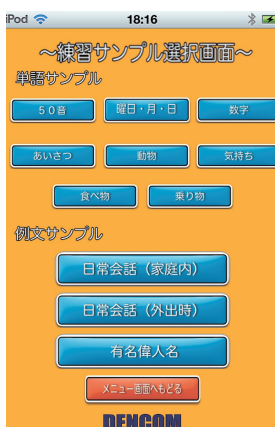 iPod 18:16
～練習サンプル選択画面～
単語サンプル
５０音 曜日・月・日 数字
あいさつ 動物 気持ち
食べ物 乗り物
例文サンプル
日常会話（家庭内）
日常会話（外出時）
有名偉人名
メニュー画面へもどる
DENCOM